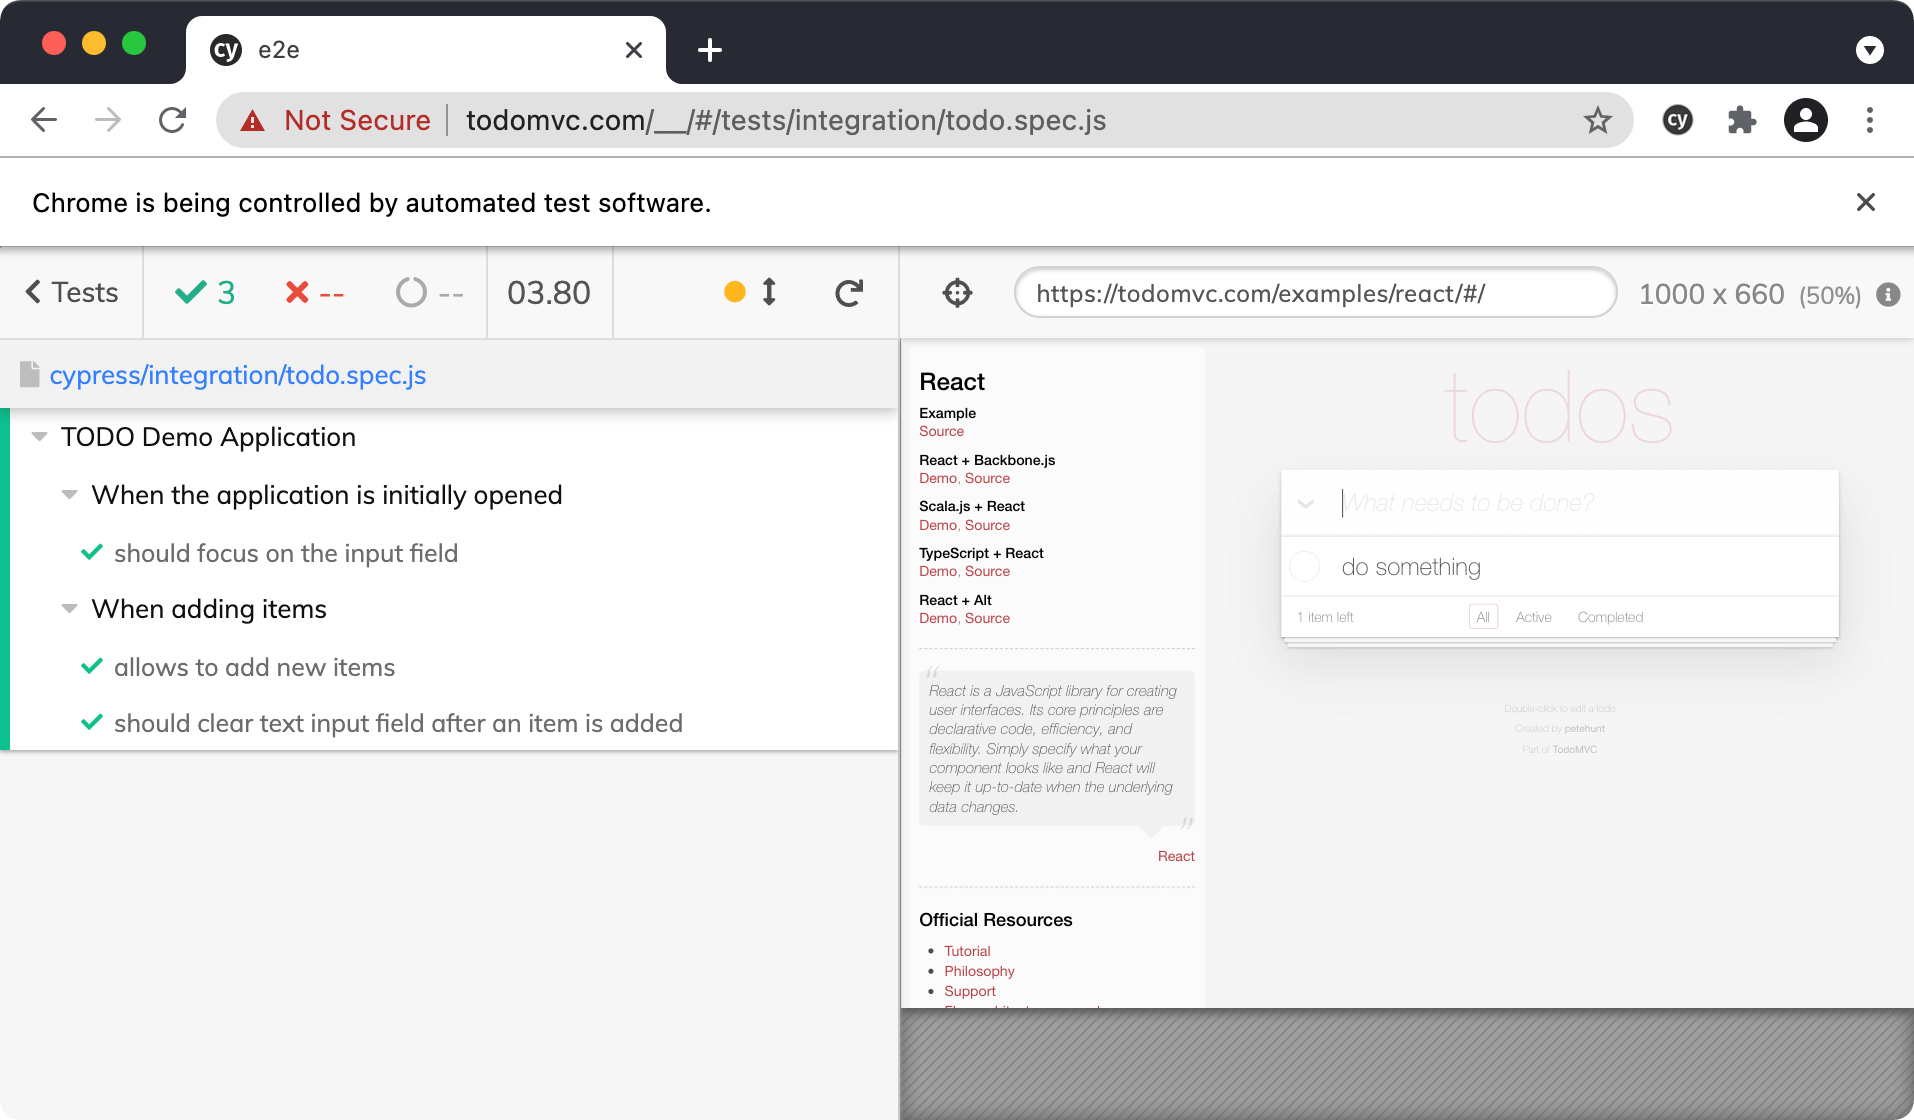 cy e2e
Not Secure todomvc.com/__/#/tests/integration/todo.spec.js cy
Chrome is being controlled by automated test software.
Tests 3 -- -- 03.80
https://todomvc.com/examples/react/#/ 1000 x 660 (50%)
cypress/integration/todo.spec.js
TODO Demo Application
When the application is initially opened
should focus on the input field
When adding items
allows to add new items
should clear text input field after an item is added
React
Example
Source
React + Backbone.js
Demo, Source
Scala.js + React
Demo, Source
TypeScript + React
Demo, Source
React + Alt
Demo, Source
“
React is a JavaScript library for creating
user interfaces. Its core principles are
declarative code, efficiency, and
flexibility. Simply specify what your
component looks like and React will
keep it up-to-date when the underlying
data changes.
”
React
Official Resources
Tutorial
Philosophy
Support
todos
What needs to be done?
do something
1 item left All Active Completed
Double-click to edit a todo
Created by petehunt
Part of TodoMVC